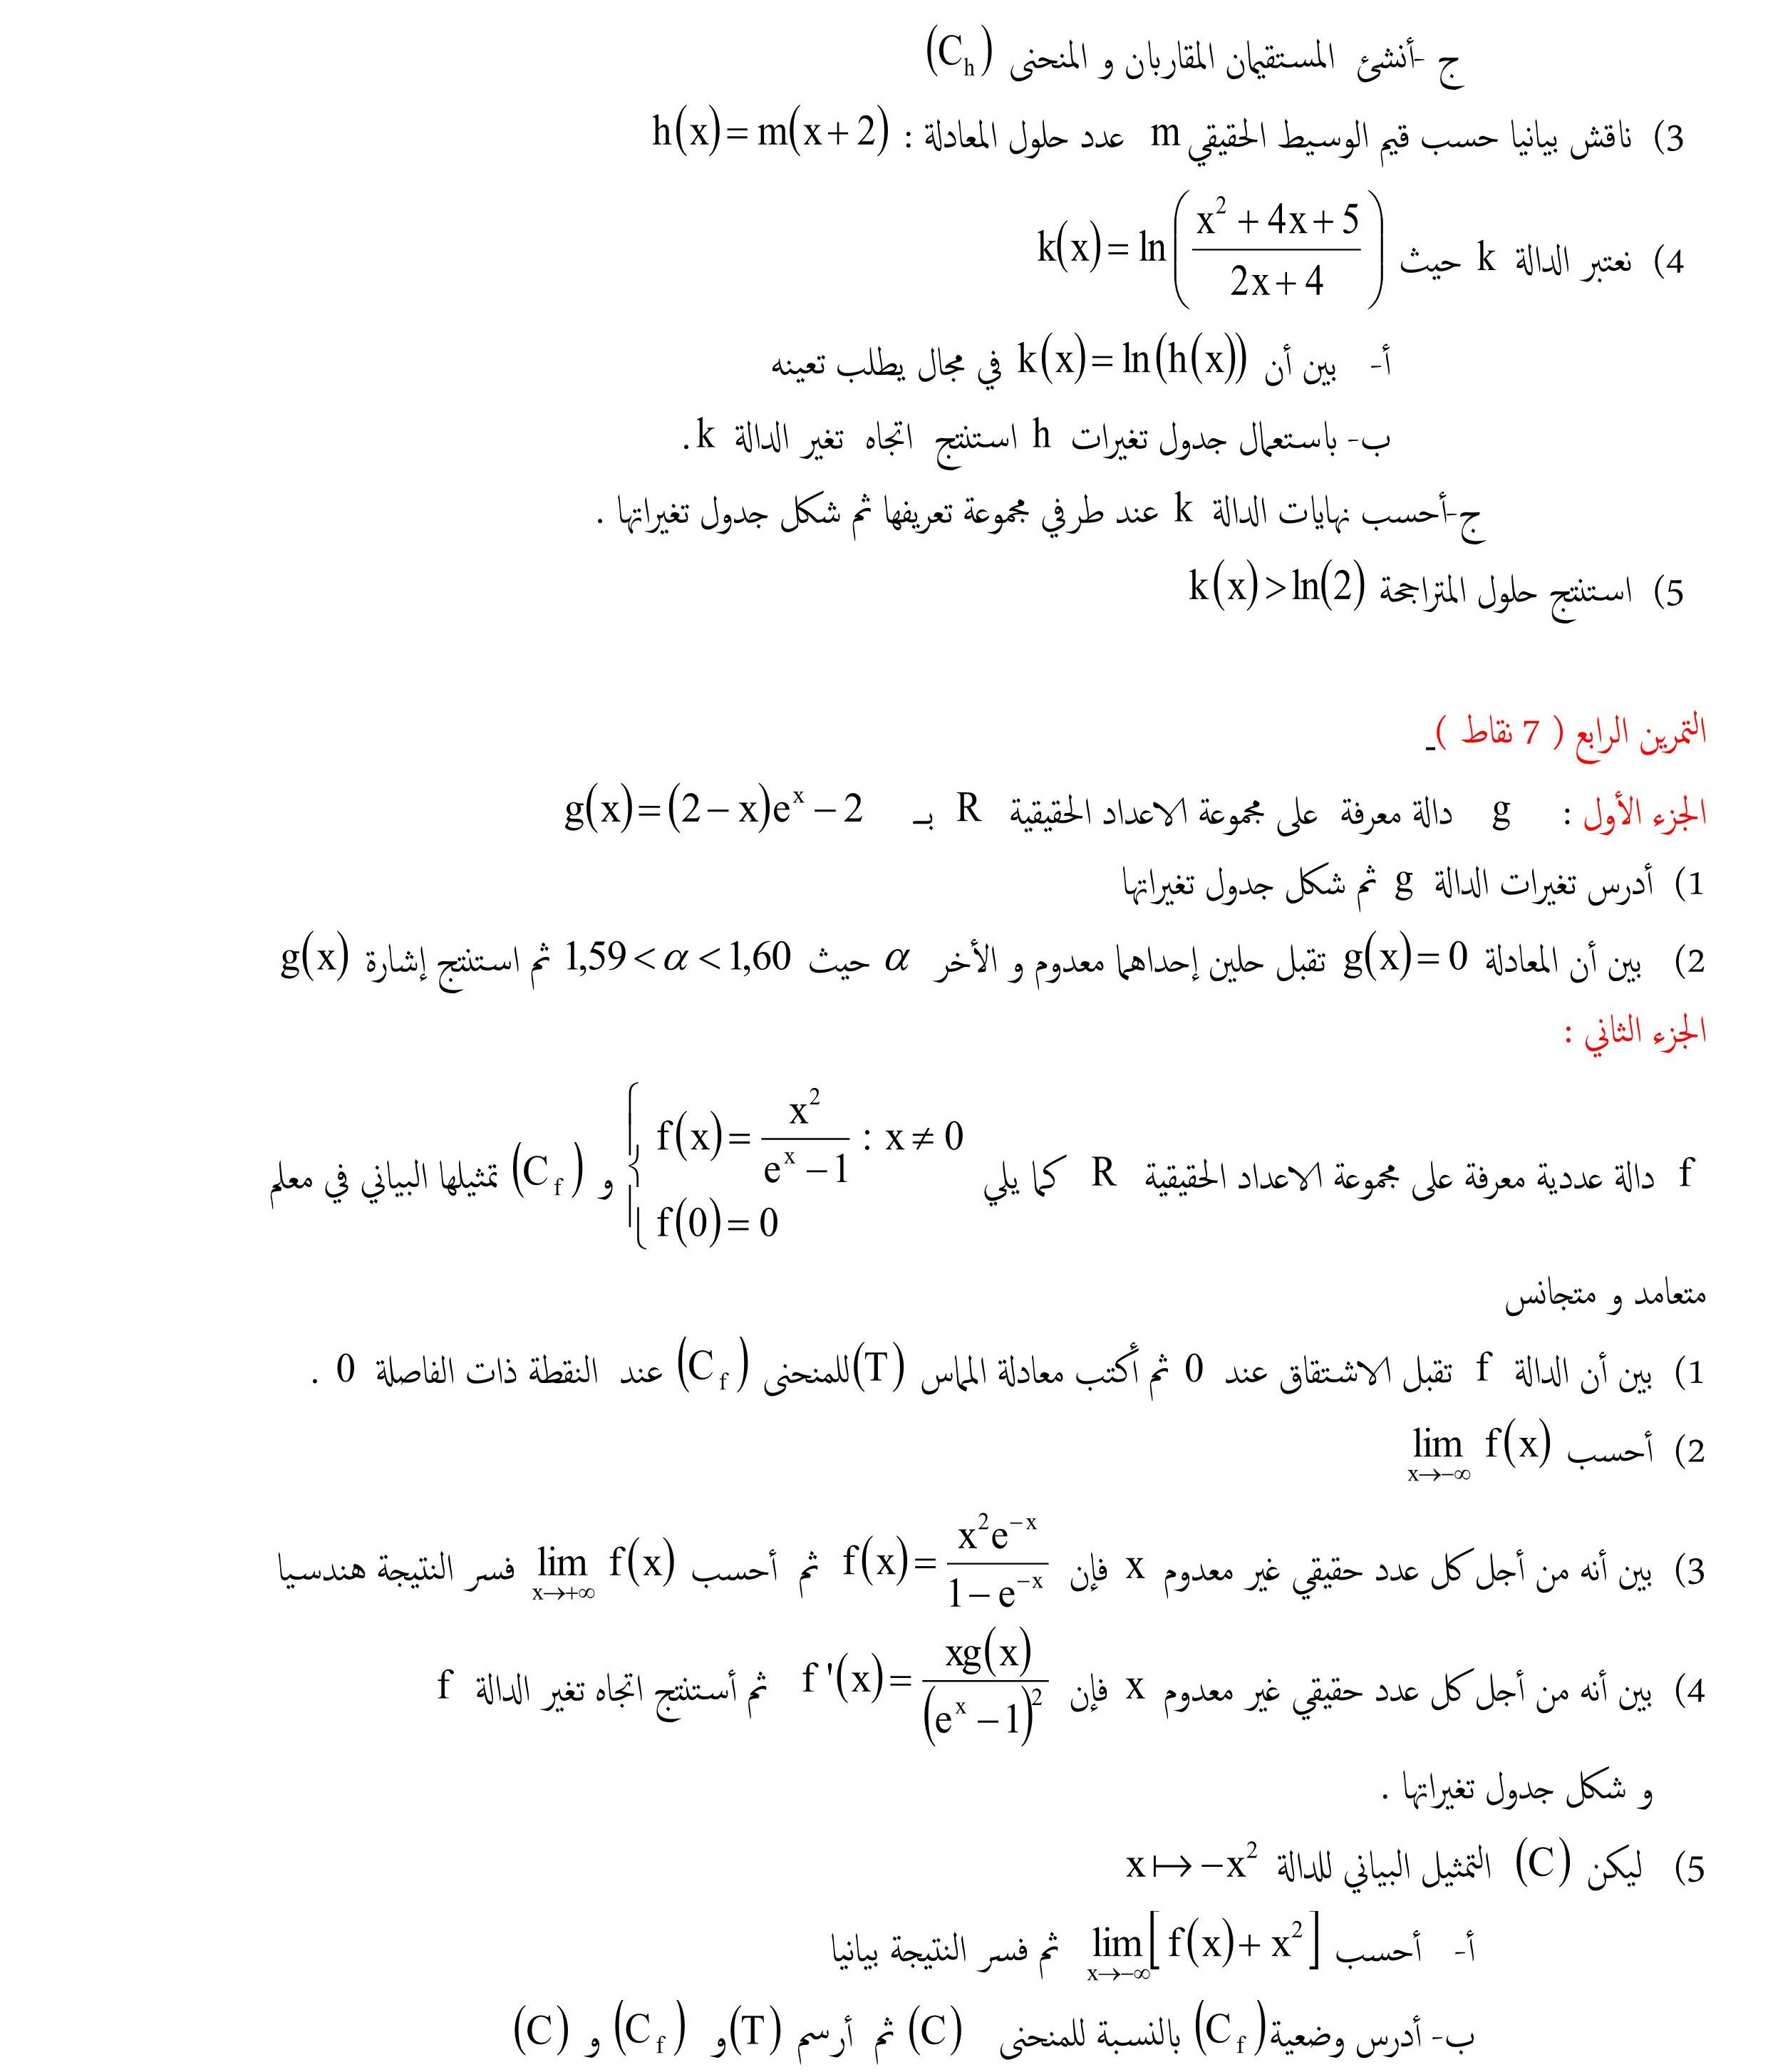 ج -أنشئ المستقيمان المقاربان و المنحنى (C_h)
3) ناقش بيانيا حسب قيم الوسيط الحقيقي m عدد حلول المعادلة : h(x)=m(x+2)
4) نعتبر الدالة k حيث k(x)=ln((x²+4x+5)/(2x+4))
أ- بين أن k(x)=ln(h(x)) في مجال يطلب تعينه
ب- باستعمال جدول تغيرات h استنتج اتجاه تغير الدالة k .
ج-أحسب نهايات الدالة k عند طرفي مجموعة تعريفها ثم شكل جدول تغيراتها .
5) استنتج حلول المتراجحة k(x)>ln(2)
التمرين الرابع ( 7 نقاط )
الجزء الأول : g دالة معرفة على مجموعة الاعداد الحقيقية R بـ g(x)=(2−x)eˣ−2
1) أدرس تغيرات الدالة g ثم شكل جدول تغيراتها
2) بين أن المعادلة g(x)=0 تقبل حلين إحداهما معدوم و الأخر α حيث 1,59<α<1,60 ثم استنتج إشارة g(x)
الجزء الثاني :
f دالة عددية معرفة على مجموعة الاعداد الحقيقية R كما يلي { f(x)=x²/(eˣ−1) : x≠0 ; f(0)=0 و (C_f) تمثيلها البياني في معلم
متعامد و متجانس
1) بين أن الدالة f تقبل الاشتقاق عند 0 ثم أكتب معادلة المماس (T) للمنحنى (C_f) عند النقطة ذات الفاصلة 0 .
2) أحسب lim_{x→−∞} f(x)
3) بين أنه من أجل كل عدد حقيقي غير معدوم x فإن f(x)=x²e⁻ˣ/(1−e⁻ˣ) ثم أحسب lim_{x→+∞} f(x) فسر النتيجة هندسيا
4) بين أنه من أجل كل عدد حقيقي غير معدوم x فإن f'(x)=xg(x)/(eˣ−1)² ثم أستنتج اتجاه تغير الدالة f
و شكل جدول تغيراتها .
5) ليكن (C) التمثيل البياني للدالة x↦−x²
أ- أحسب lim_{x→−∞}[f(x)+x²] ثم فسر النتيجة بيانيا
ب- أدرس وضعية (C_f) بالنسبة للمنحنى (C) ثم أرسم (T) و (C_f) و (C)